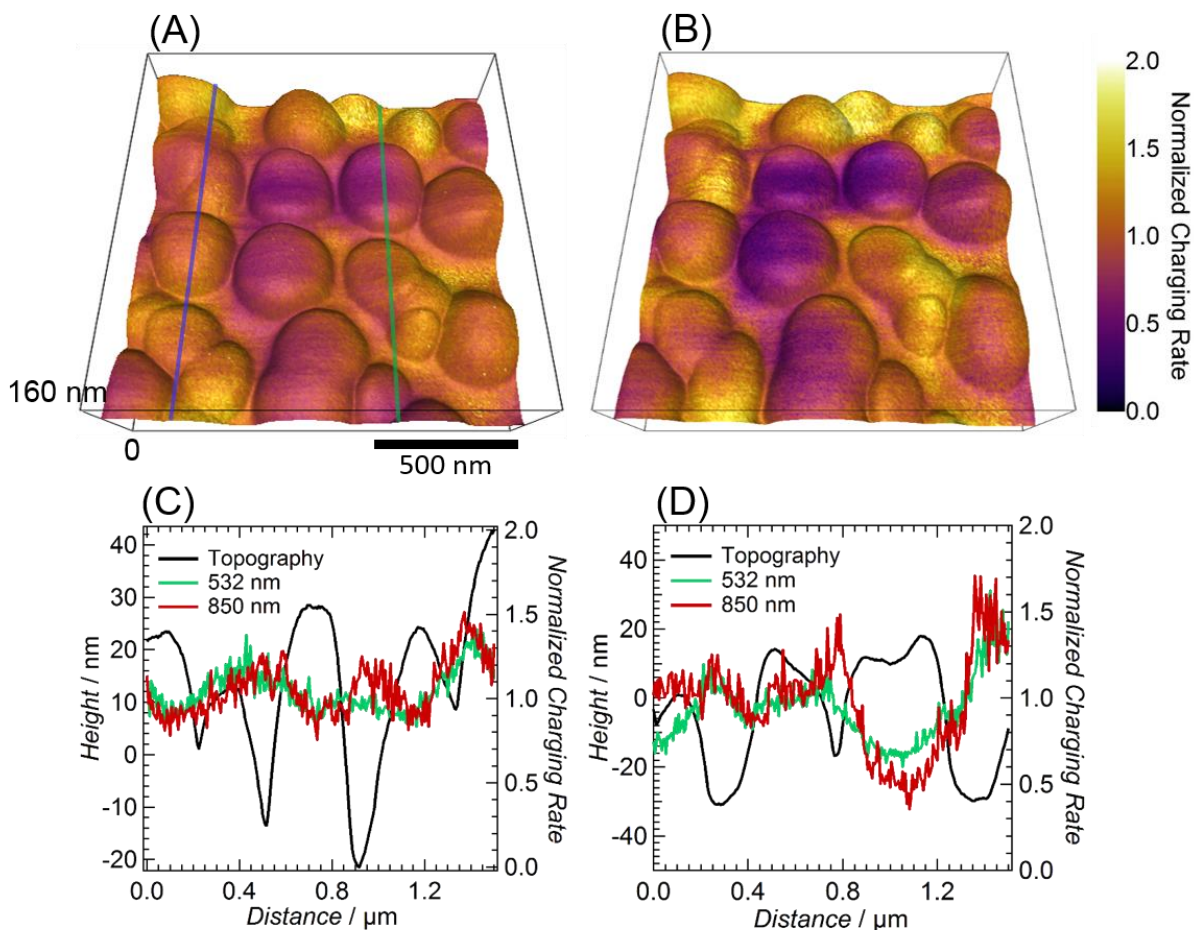 (A)
(B)
2.0
1.5
1.0
0.5
0.0
Normalized Charging Rate
160 nm
0
500 nm
(C)
40
30
20
10
0
-10
-20
Height / nm
Topography
532 nm
850 nm
2.0
1.5
1.0
0.5
0.0
Normalized Charging Rate
0.0
0.4
0.8
1.2
Distance / μm
(D)
40
20
0
-20
-40
Height / nm
Topography
532 nm
850 nm
2.0
1.5
1.0
0.5
0.0
Normalized Charging Rate
0.0
0.4
0.8
1.2
Distance / μm